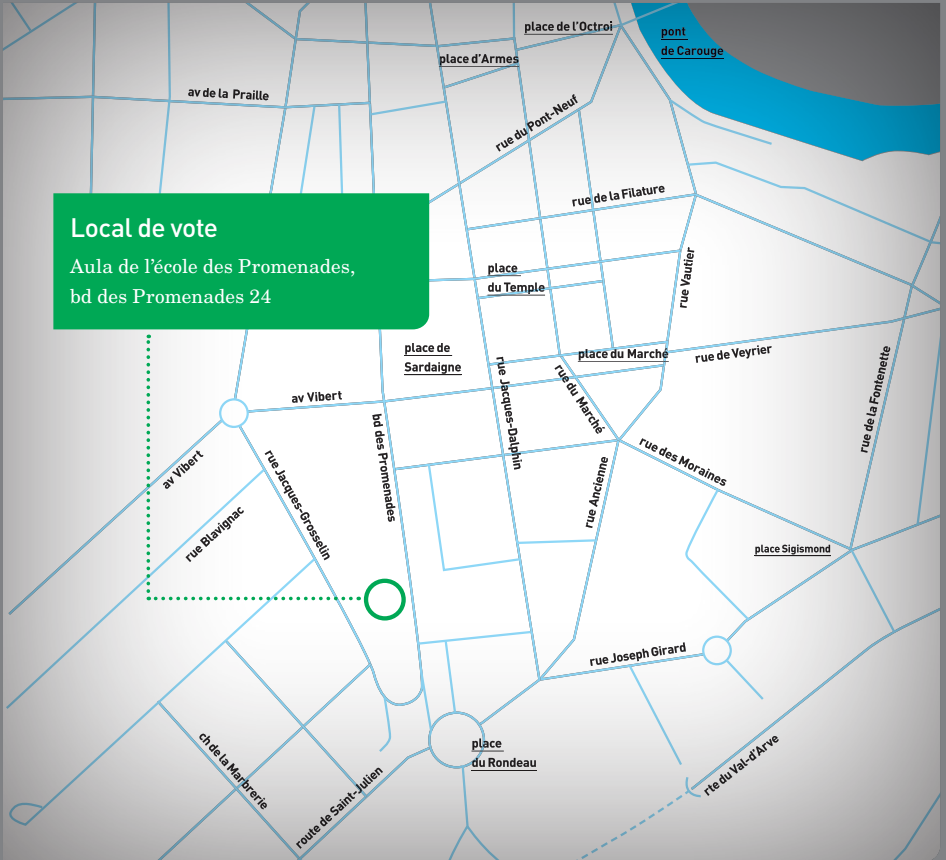 place de l'Octroi
pont
de Carouge
place d'Armes
av de la Praille
rue du Pont-Neuf
rue de la Filature
Local de vote
Aula de l'école des Promenades,
bd des Promenades 24
place
du Temple
rue Vautier
place de
Sardaigne
place du Marché
rue de Veyrier
rue Jacques-Dalphin
rue du Marché
rue de la Fontenette
av Vibert
bd des Promenades
av Vibert
rue Jacques-Grosselin
rue des Moraines
rue Ancienne
rue Blavignac
place Sigismond
rue Joseph Girard
place
du Rondeau
ch de la Marbrerie
route de Saint-Julien
rte du Val-d'Arve